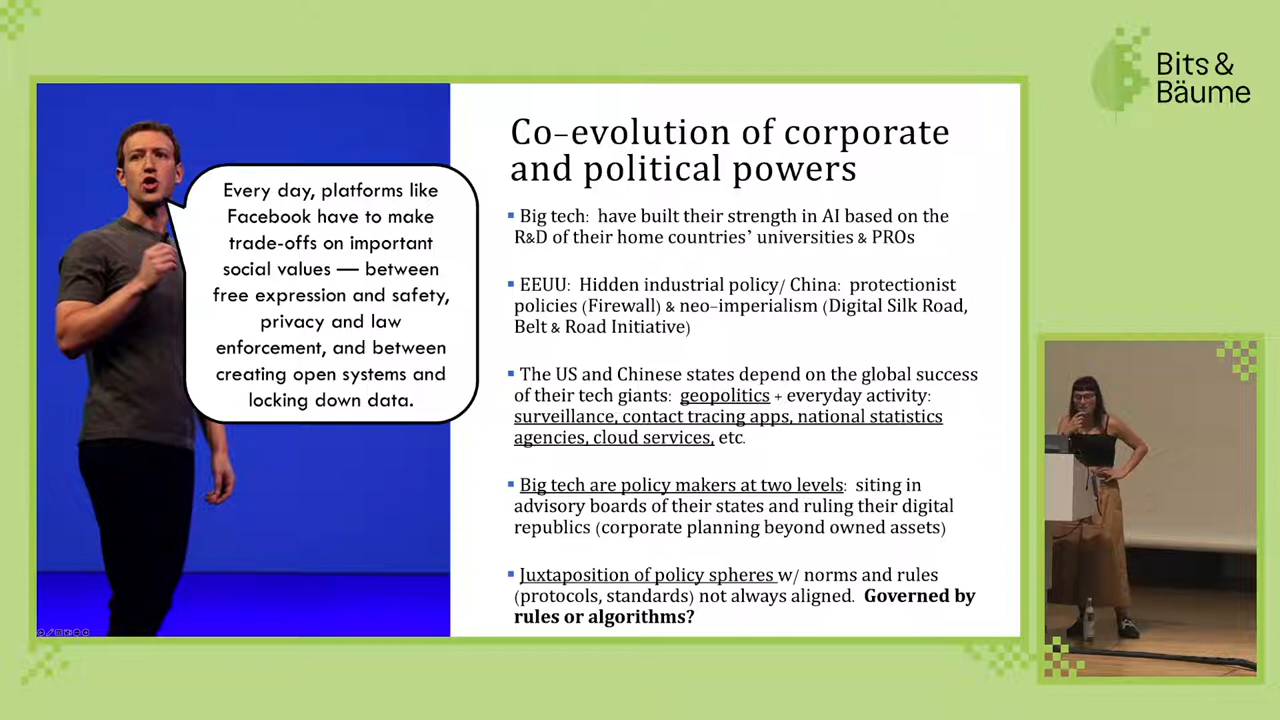 Bits &
Bäume
Every day, platforms like
Facebook have to make
trade-offs on important
social values — between
free expression and safety,
privacy and law
enforcement, and between
creating open systems and
locking down data.
Co-evolution of corporate
and political powers
▪ Big tech: have built their strength in AI based on the
R&D of their home countries’ universities & PROs
▪ EEUU: Hidden industrial policy/ China: protectionist
policies (Firewall) & neo-imperialism (Digital Silk Road,
Belt & Road Initiative)
▪ The US and Chinese states depend on the global success
of their tech giants: geopolitics + everyday activity:
surveillance, contact tracing apps, national statistics
agencies, cloud services, etc.
▪ Big tech are policy makers at two levels: siting in
advisory boards of their states and ruling their digital
republics (corporate planning beyond owned assets)
▪ Juxtaposition of policy spheres w/ norms and rules
(protocols, standards) not always aligned. Governed by
rules or algorithms?